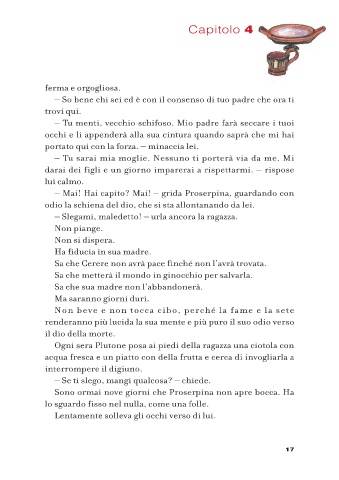 Capitolo 4
ferma e orgogliosa.
– So bene chi sei ed è con il consenso di tuo padre che ora ti
trovi qui.
– Tu menti, vecchio schifoso. Mio padre farà seccare i tuoi
occhi e li appenderà alla sua cintura quando saprà che mi hai
portato qui con la forza. – minaccia lei.
– Tu sarai mia moglie. Nessuno ti porterà via da me. Mi
darai dei figli e un giorno imparerai a rispettarmi. – rispose
lui calmo.
– Mai! Hai capito? Mai! – grida Proserpina, guardando con
odio la schiena del dio, che si sta allontanando da lei.
– Slegami, maledetto! – urla ancora la ragazza.
Non piange.
Non si dispera.
Ha fiducia in sua madre.
Sa che Cerere non avrà pace finché non l'avrà trovata.
Sa che metterà il mondo in ginocchio per salvarla.
Sa che sua madre non l'abbandonerà.
Ma saranno giorni duri.
Non beve e non tocca cibo, perché la fame e la sete
renderanno più lucida la sua mente e più puro il suo odio verso
il dio della morte.
Ogni sera Plutone posa ai piedi della ragazza una ciotola con
acqua fresca e un piatto con della frutta e cerca di invogliarla a
interrompere il digiuno.
– Se ti slego, mangi qualcosa? – chiede.
Sono ormai nove giorni che Proserpina non apre bocca. Ha
lo sguardo fisso nel nulla, come una folle.
Lentamente solleva gli occhi verso di lui.
17